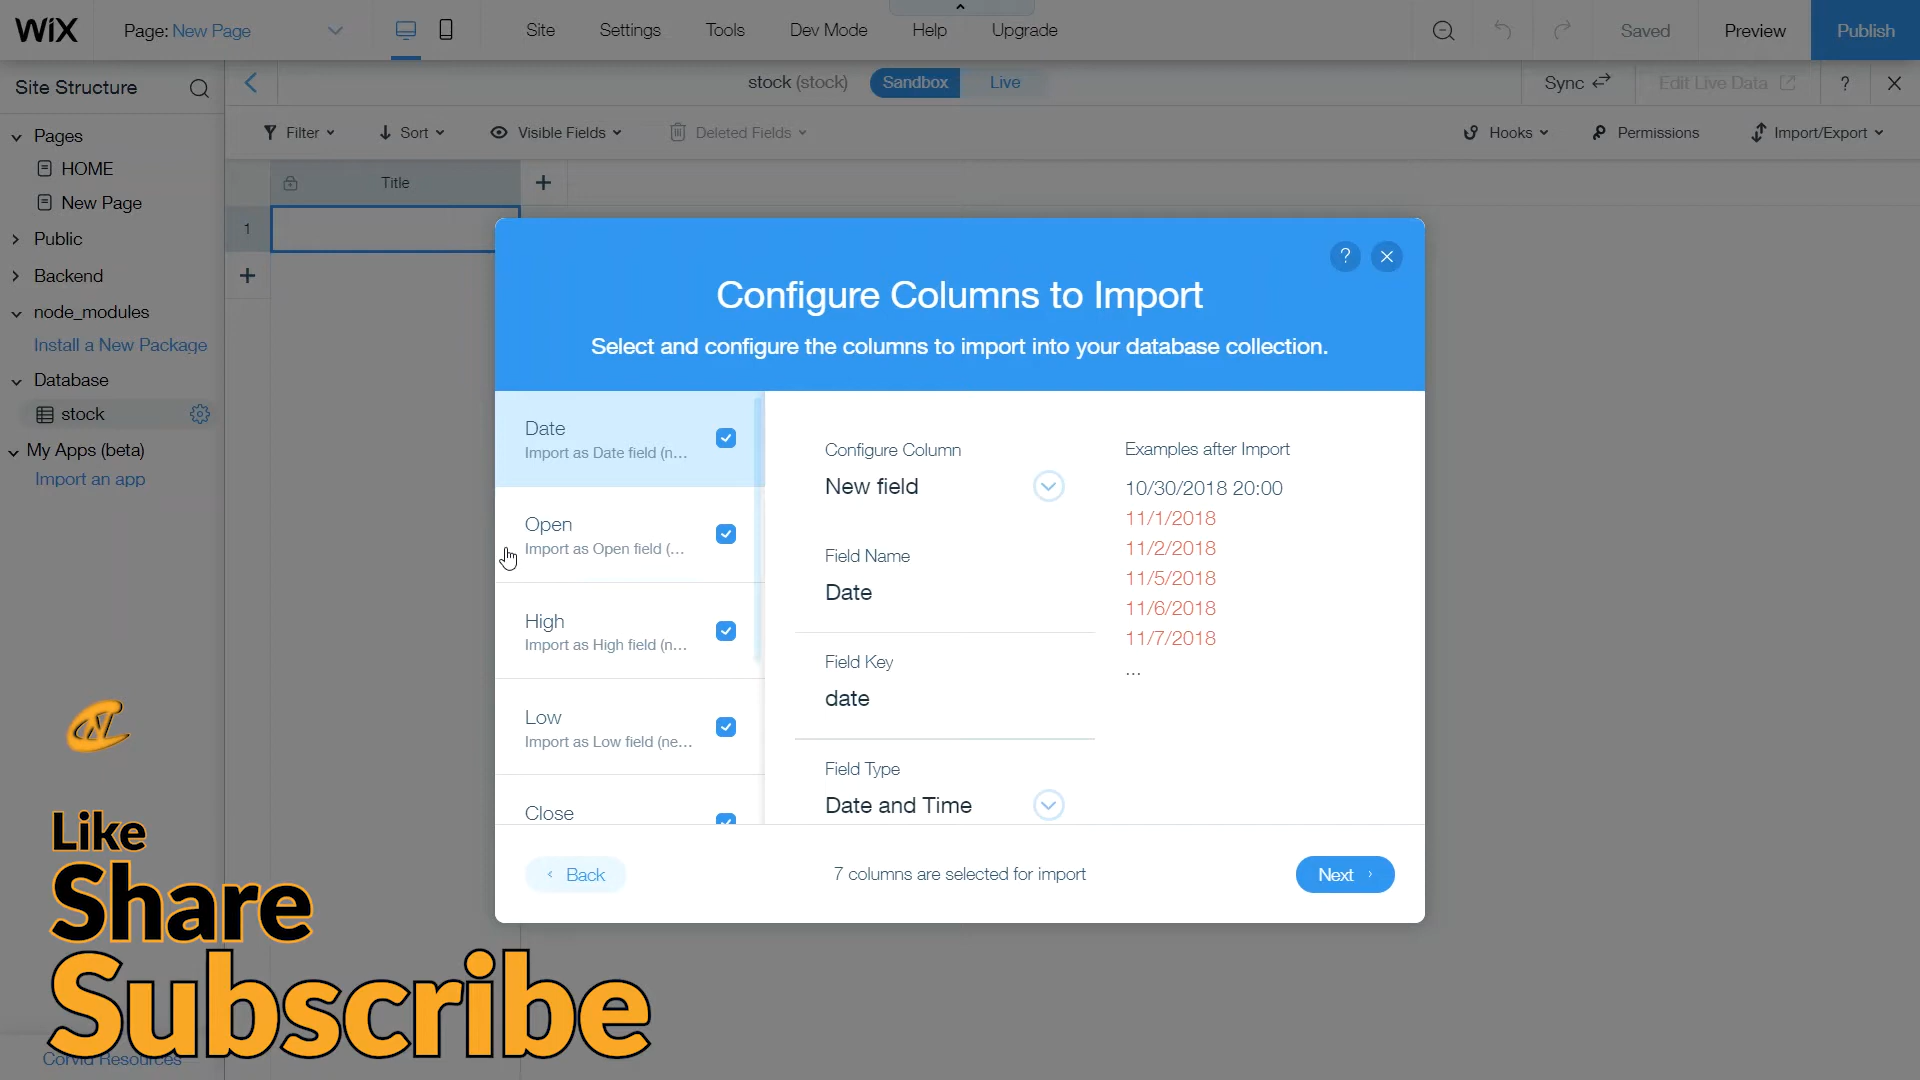 WiX
Page: New Page
Site
Settings
Tools
Dev Mode
Help
Upgrade
Saved
Preview
Publish
Site Structure
stock (stock)
Sandbox
Live
Sync
Edit Live Data
?
Filter
Sort
Visible Fields
Deleted Fields
Hooks
Permissions
Import/Export
Pages
HOME
New Page
Public
Backend
node_modules
Install a New Package
Database
stock
My Apps (beta)
Import an app
Title
1
?
Configure Columns to Import
Select and configure the columns to import into your database collection.
Date
Import as Date field (n...
Open
Import as Open field (...
High
Import as High field (n...
Low
Import as Low field (ne...
Close
Configure Column
New field
Field Name
Date
Field Key
date
Field Type
Date and Time
Examples after Import
10/30/2018 20:00
11/1/2018
11/2/2018
11/5/2018
11/6/2018
11/7/2018
...
Back
7 columns are selected for import
Next
Like
Share
Subscribe
Corvid Resources